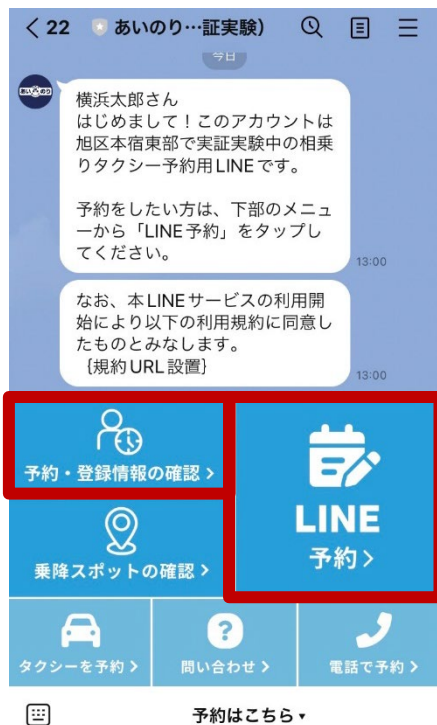 22 あいのり…証実験)
今日
あいのり
横浜太郎さん
はじめまして！このアカウントは
旭区本宿東部で実証実験中の相乗
りタクシー予約用LINEです。
予約をしたい方は、下部のメニュ
ーから「LINE予約」をタップし
てください。
13:00
なお、本LINEサービスの利用開
始により以下の利用規約に同意し
たものとみなします。
｛規約URL設置｝
13:00
予約・登録情報の確認
LINE
予約
乗降スポットの確認
タクシーを予約
問い合わせ
電話で予約
予約はこちら